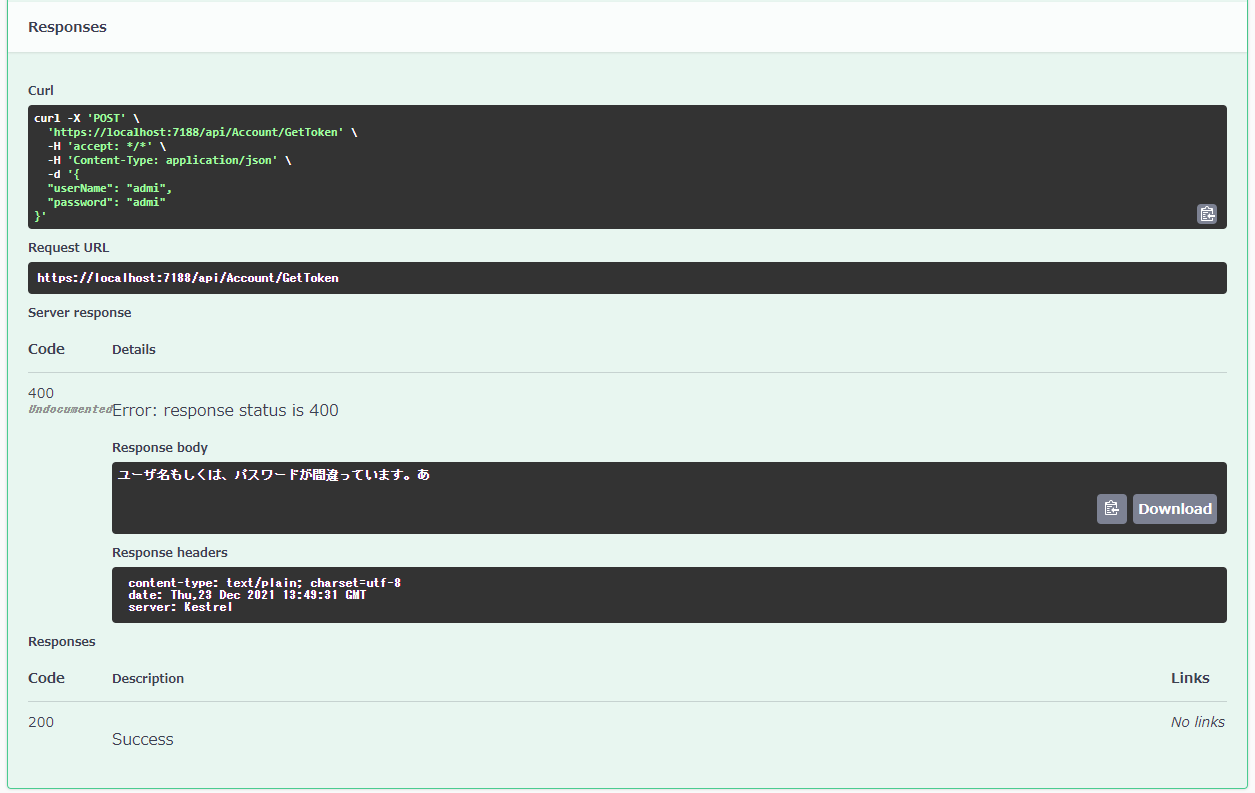 Responses
Curl
curl -X 'POST' \
'https://localhost:7188/api/Account/GetToken' \
-H 'accept: */*' \
-H 'Content-Type: application/json' \
-d '{
"userName": "admi",
"password": "admi"
}'
Request URL
https://localhost:7188/api/Account/GetToken
Server response
Code Details
400
Undocumented
Error: response status is 400
Response body
ユーザ名もしくは、パスワードが間違っています。あ
Download
Response headers
content-type: text/plain; charset=utf-8
date: Thu,23 Dec 2021 13:49:31 GMT
server: Kestrel
Responses
Code Description Links
200 No links
Success